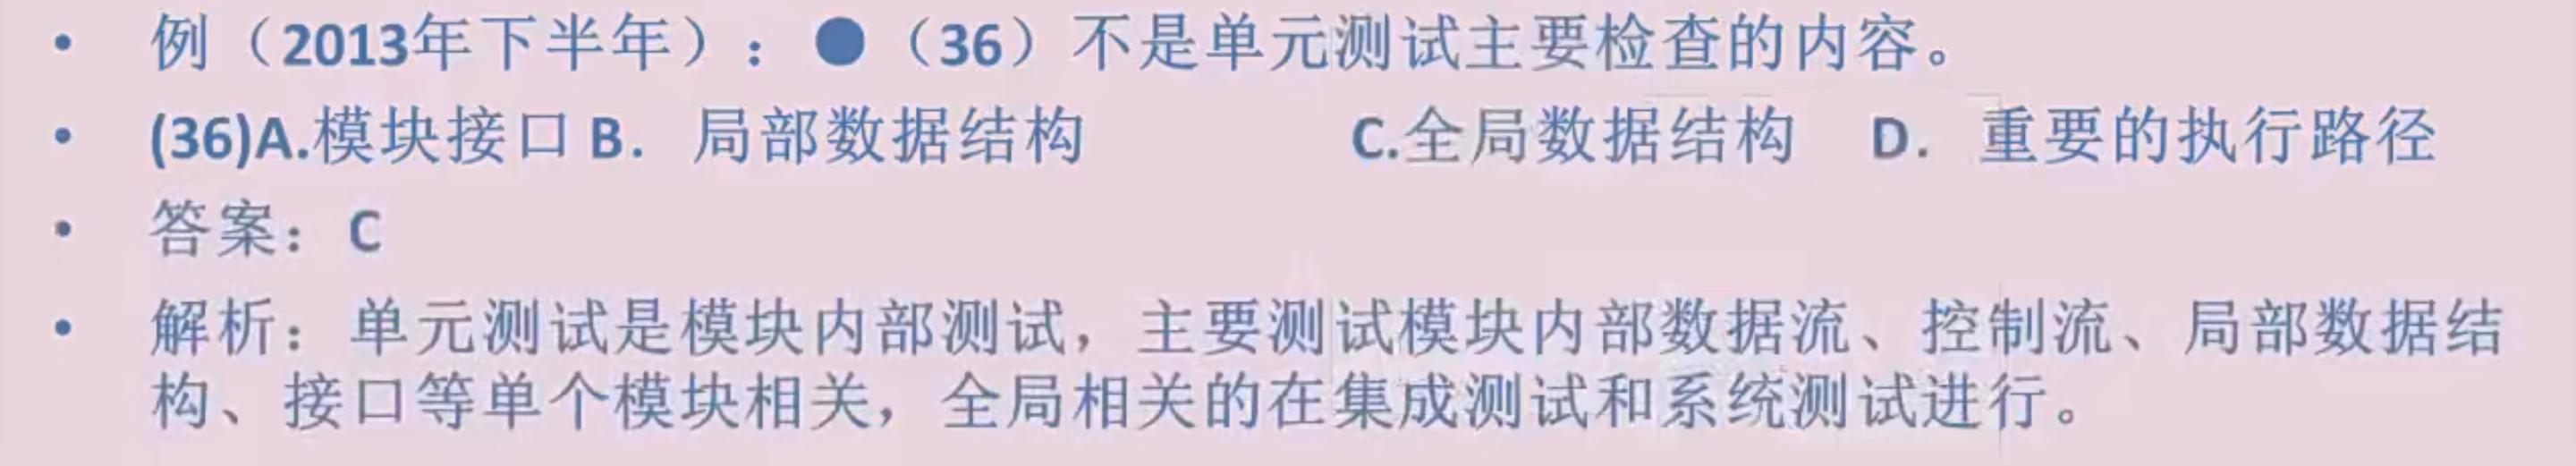 • 例（2013年下半年）：●（36）不是单元测试主要检查的内容。
• (36)A.模块接口 B. 局部数据结构 C.全局数据结构 D. 重要的执行路径
• 答案：C
• 解析：单元测试是模块内部测试，主要测试模块内部数据流、控制流、局部数据结
构、接口等单个模块相关，全局相关的在集成测试和系统测试进行。